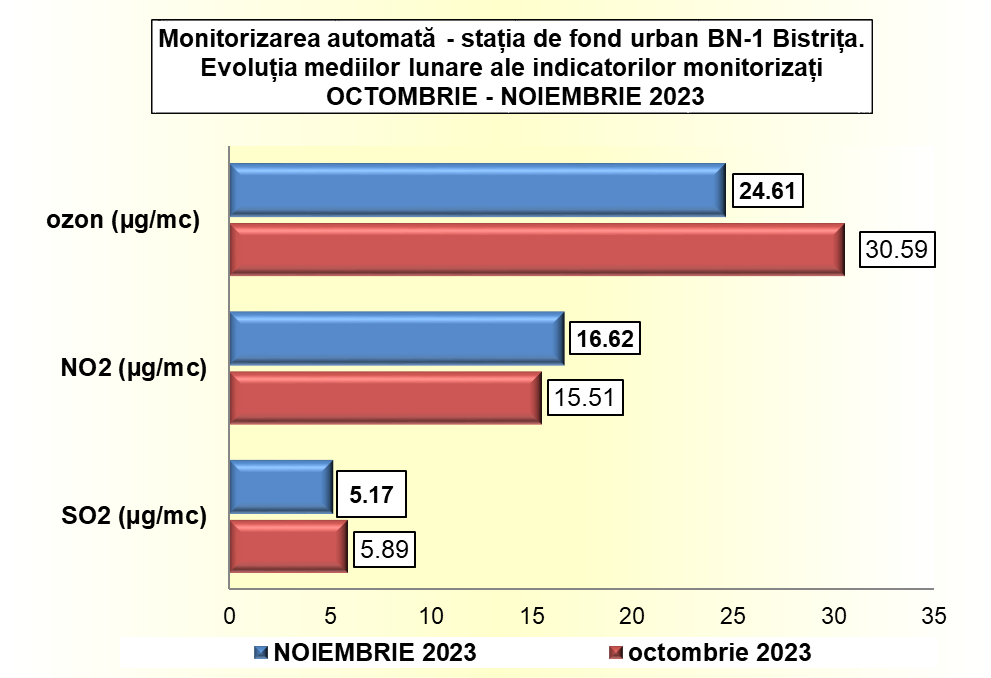 Monitorizarea automată - stația de fond urban BN-1 Bistrița.
Evoluția mediilor lunare ale indicatorilor monitorizați
OCTOMBRIE - NOIEMBRIE 2023
ozon (µg/mc)
24.61
30.59
NO2 (µg/mc)
16.62
15.51
SO2 (µg/mc)
5.17
5.89
0 5 10 15 20 25 30 35
NOIEMBRIE 2023 octombrie 2023